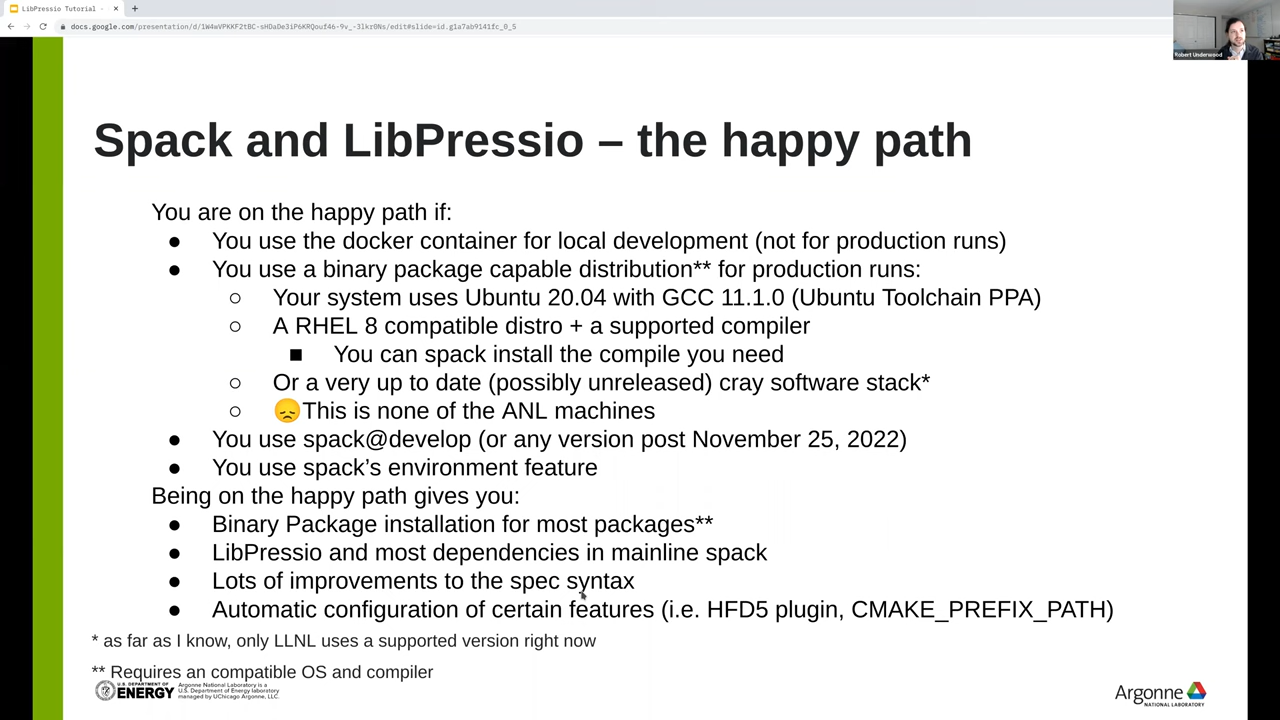 LibPressio Tutorial -
docs.google.com/presentation/d/1W4wVPKKF2tBC-sHDaDe3iP6KRQouf46-9v_-3lkr0Ns/edit#slide=id.g1a7ab9141fc_0_5
Robert Underwood
Spack and LibPressio – the happy path
You are on the happy path if:
● You use the docker container for local development (not for production runs)
● You use a binary package capable distribution** for production runs:
○ Your system uses Ubuntu 20.04 with GCC 11.1.0 (Ubuntu Toolchain PPA)
○ A RHEL 8 compatible distro + a supported compiler
■ You can spack install the compile you need
○ Or a very up to date (possibly unreleased) cray software stack*
○ 😞This is none of the ANL machines
● You use spack@develop (or any version post November 25, 2022)
● You use spack’s environment feature
Being on the happy path gives you:
● Binary Package installation for most packages**
● LibPressio and most dependencies in mainline spack
● Lots of improvements to the spec syntax
● Automatic configuration of certain features (i.e. HFD5 plugin, CMAKE_PREFIX_PATH)
* as far as I know, only LLNL uses a supported version right now
** Requires an compatible OS and compiler
U.S. DEPARTMENT OF
ENERGY
Argonne National Laboratory is a
U.S. Department of Energy laboratory
managed by UChicago Argonne, LLC.
Argonne
NATIONAL LABORATORY